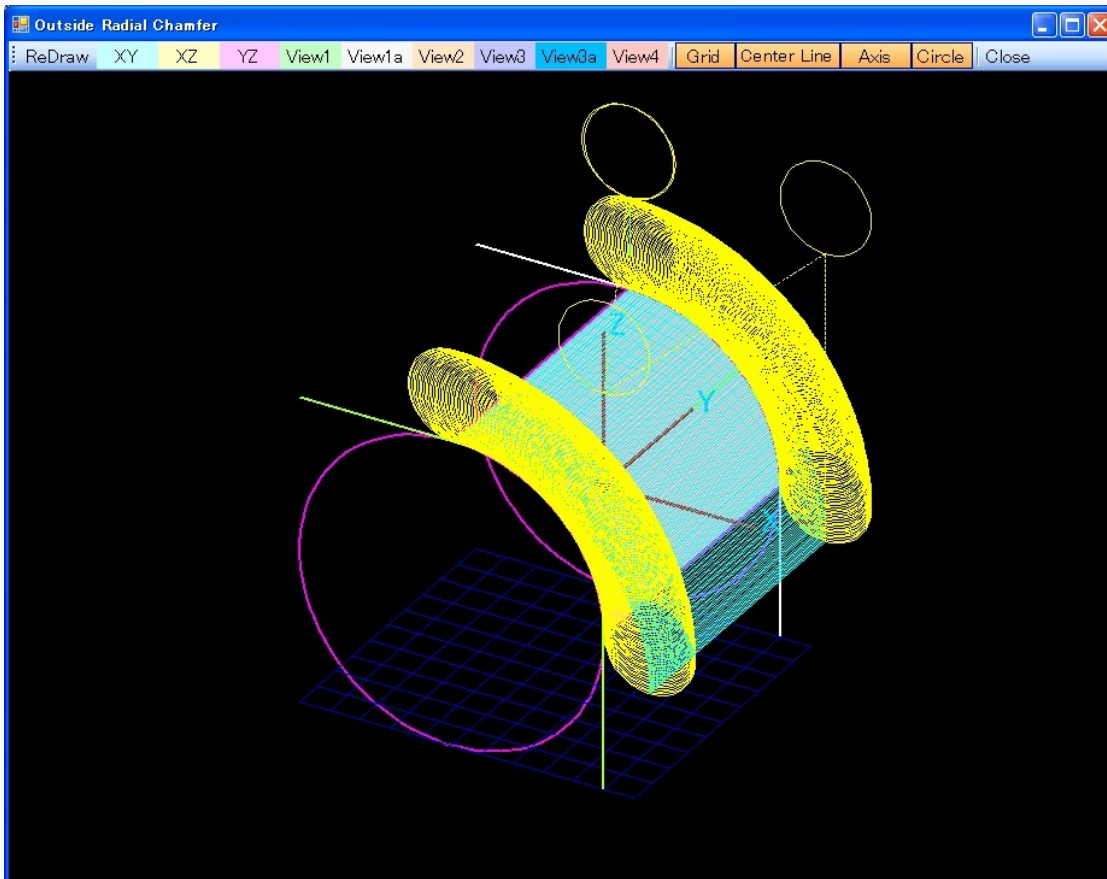 Outside Radial Chamfer
ReDraw XY XZ YZ View1 View1a View2 View3 View3a View4 Grid Center Line Axis Circle Close
Z
Y
X